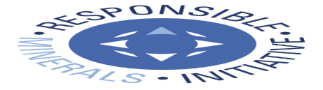 • RESPONSIBLE •
MINERALS • INITIATIVE